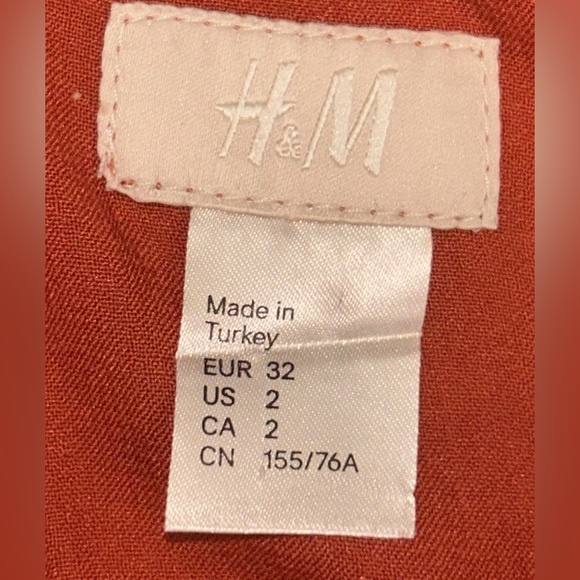 H&M
Made in
Turkey
EUR 32
US 2
CA 2
CN 155/76A